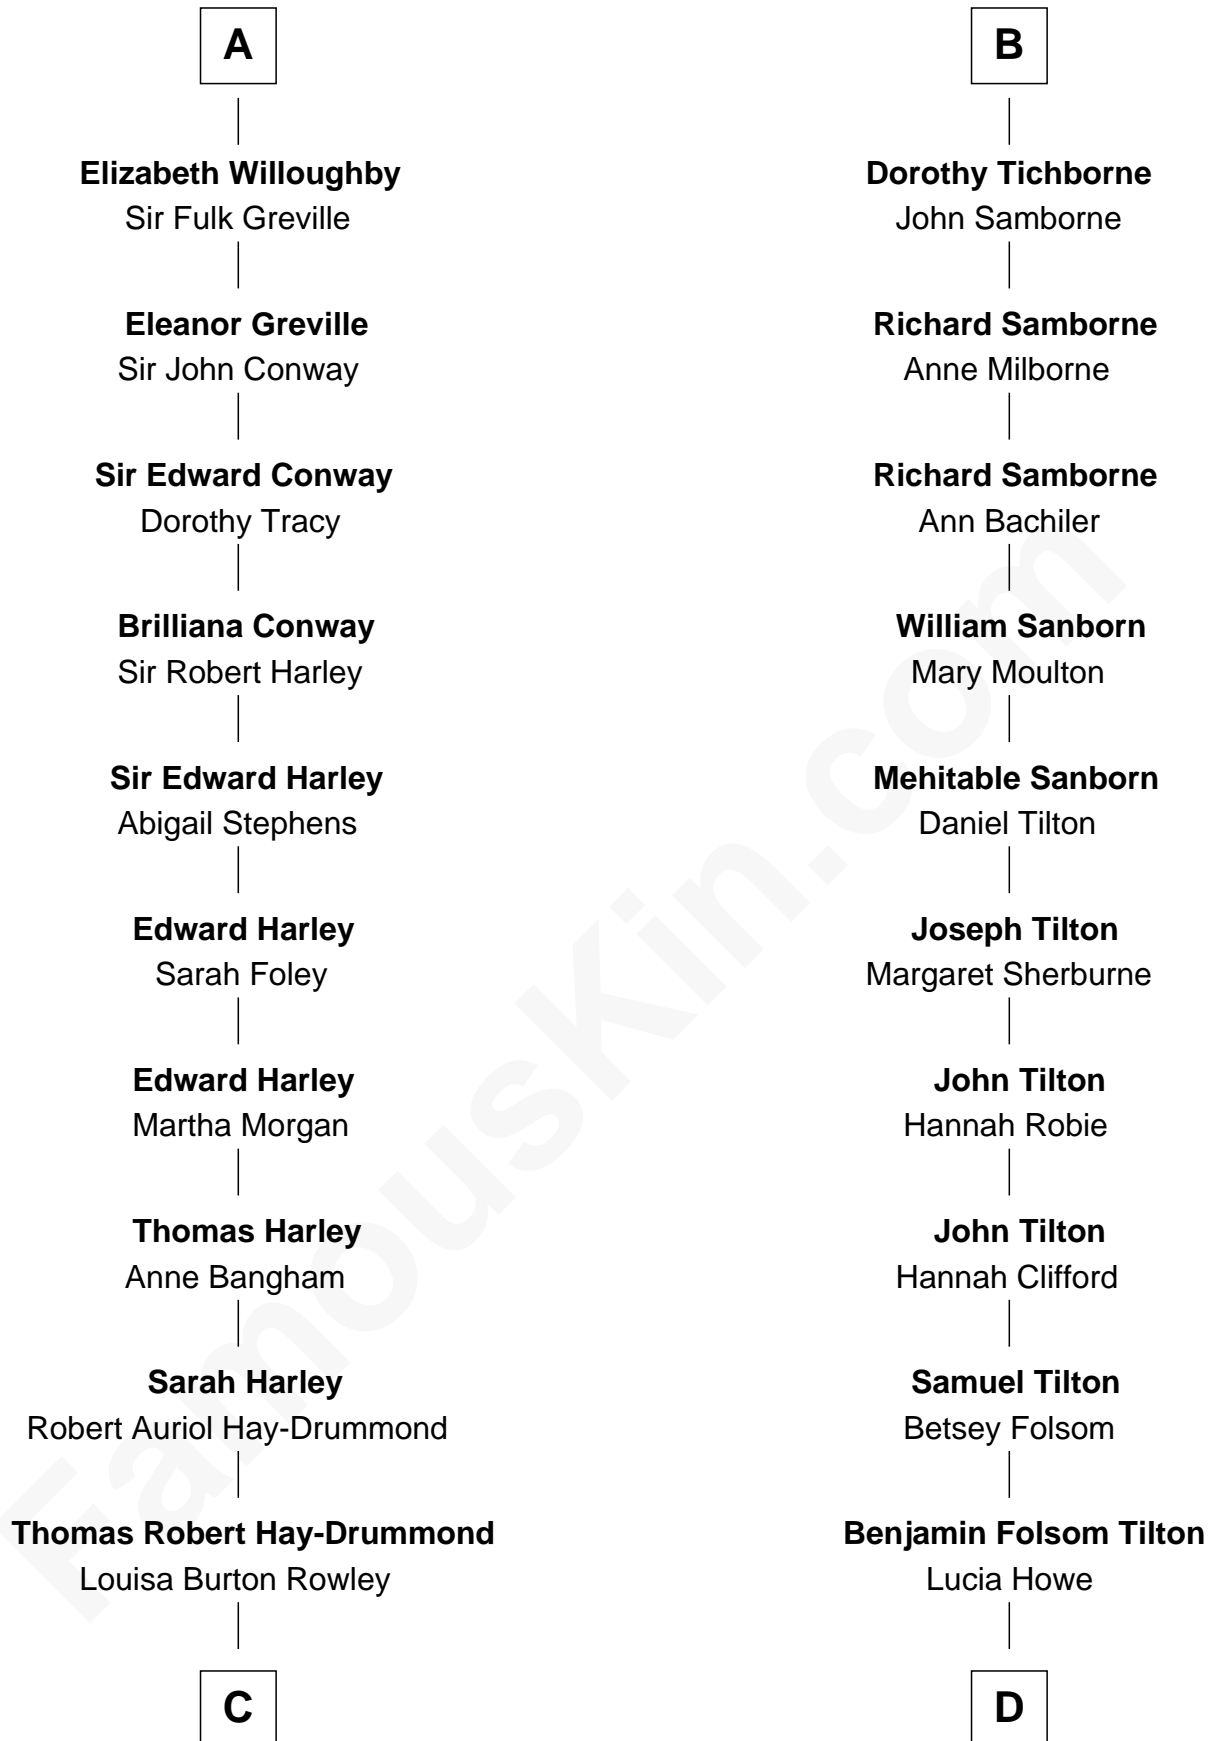 A
Elizabeth Willoughby
Sir Fulk Greville
Eleanor Greville
Sir John Conway
Sir Edward Conway
Dorothy Tracy
Brilliana Conway
Sir Robert Harley
Sir Edward Harley
Abigail Stephens
Edward Harley
Sarah Foley
Edward Harley
Martha Morgan
Thomas Harley
Anne Bangham
Sarah Harley
Robert Auriol Hay-Drummond
Thomas Robert Hay-Drummond
Louisa Burton Rowley
C
B
Dorothy Tichborne
John Samborne
Richard Samborne
Anne Milborne
Richard Samborne
Ann Bachiler
William Sanborn
Mary Moulton
Mehitable Sanborn
Daniel Tilton
Joseph Tilton
Margaret Sherburne
John Tilton
Hannah Robie
John Tilton
Hannah Clifford
Samuel Tilton
Betsey Folsom
Benjamin Folsom Tilton
Lucia Howe
D
FamousKin.com